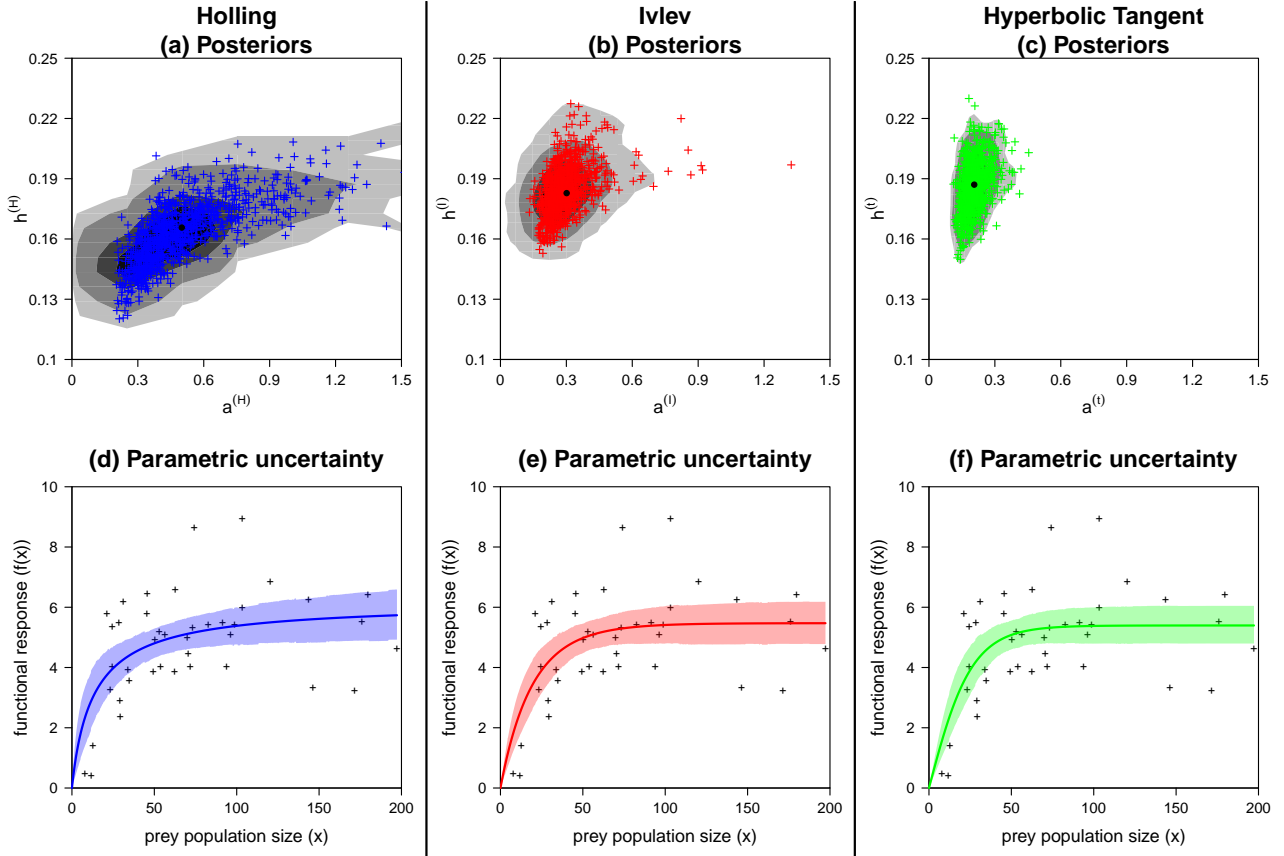 Holling
(a) Posteriors
0.25
0.22
0.19
0.16
0.13
0.1
h(H)
0 0.3 0.6 0.9 1.2 1.5
a(H)
Ivlev
(b) Posteriors
0.25
0.22
0.19
0.16
0.13
0.1
h(I)
0 0.3 0.6 0.9 1.2 1.5
a(I)
Hyperbolic Tangent
(c) Posteriors
0.25
0.22
0.19
0.16
0.13
0.1
h(t)
0 0.3 0.6 0.9 1.2 1.5
a(t)
(d) Parametric uncertainty
10
8
6
4
2
0
functional response (f(x))
0 50 100 150 200
prey population size (x)
(e) Parametric uncertainty
10
8
6
4
2
0
functional response (f(x))
0 50 100 150 200
prey population size (x)
(f) Parametric uncertainty
10
8
6
4
2
0
functional response (f(x))
0 50 100 150 200
prey population size (x)